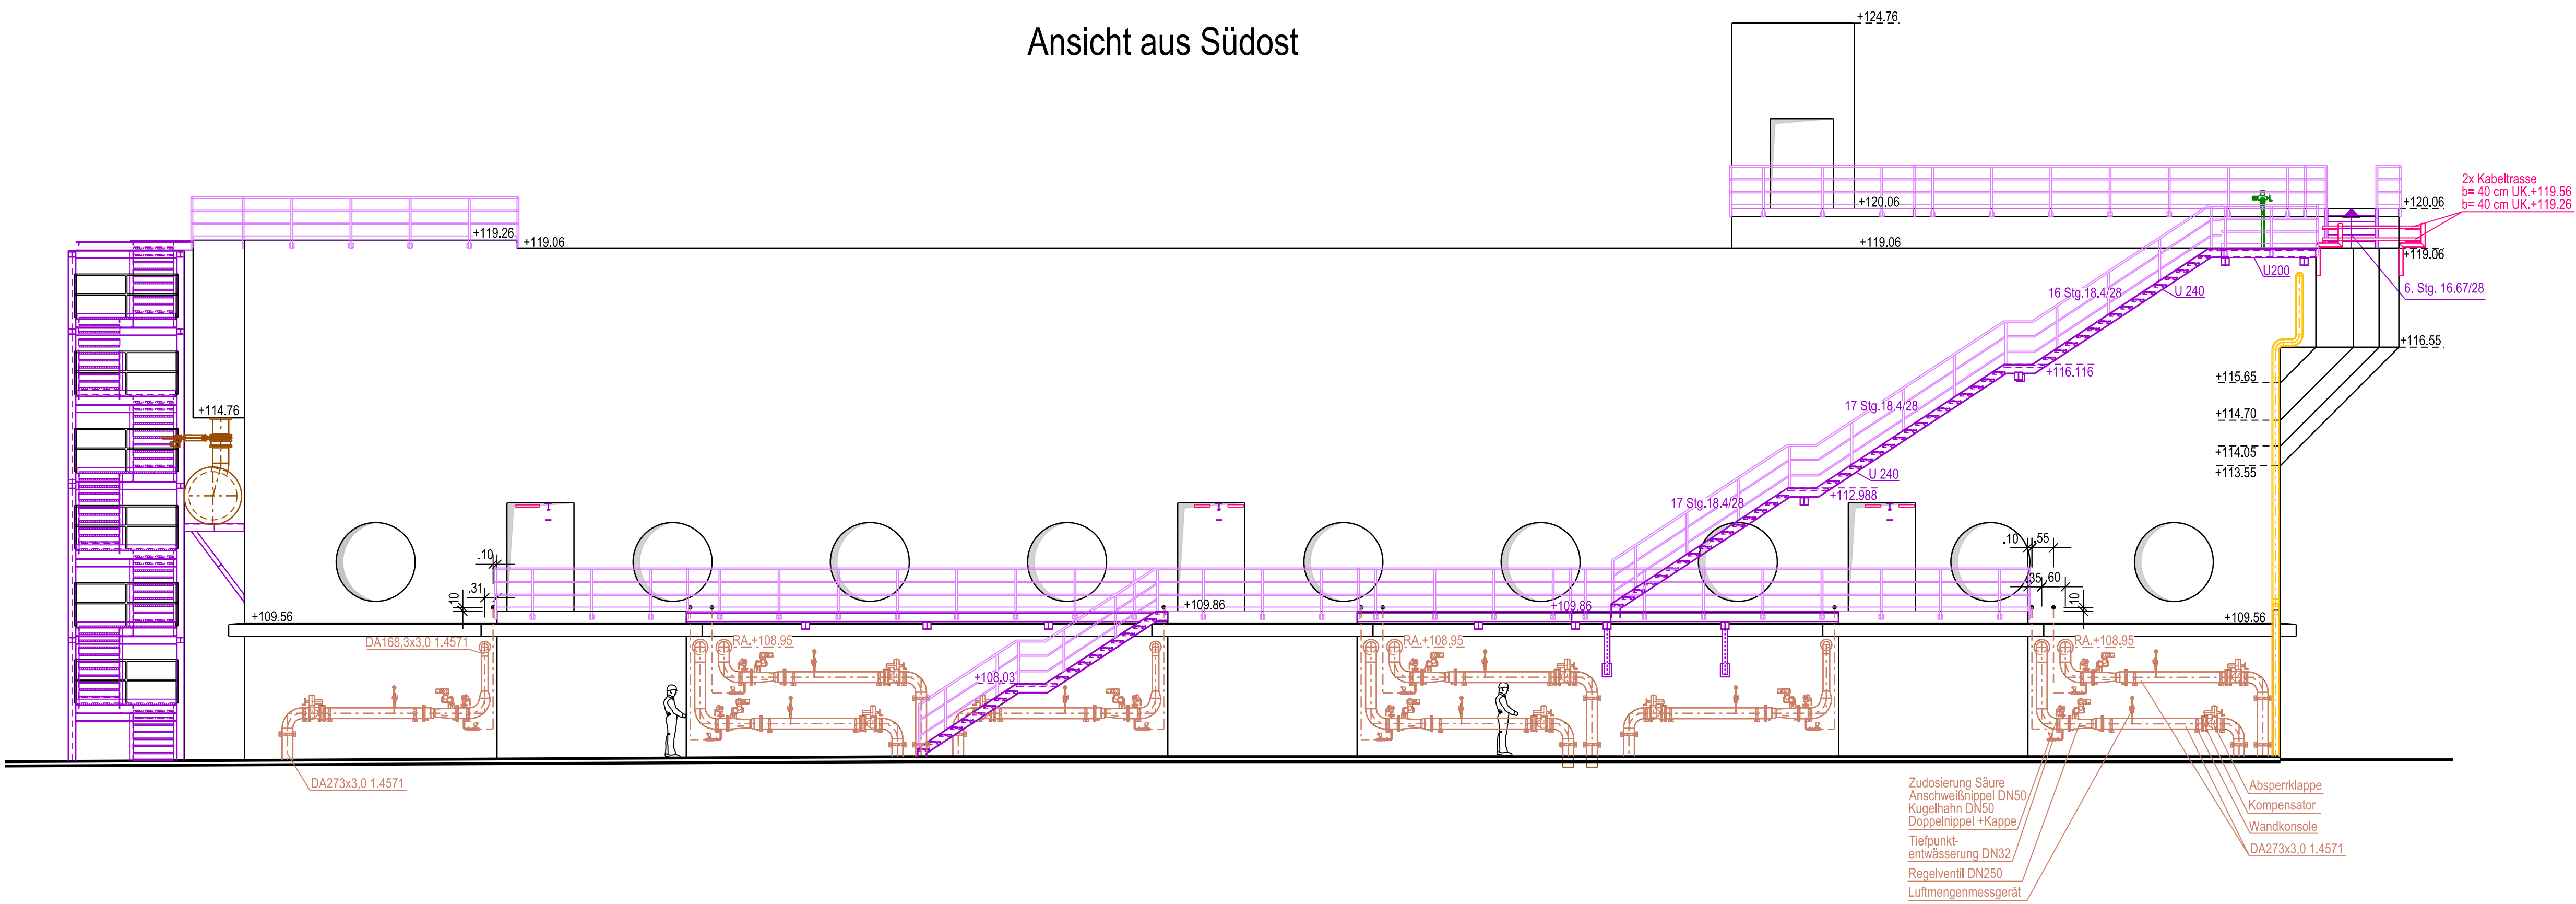 Ansicht aus Südost
+124.76
2x Kabeltrasse
b= 40 cm UK.+119.56
b= 40 cm UK.+119.26
+120.06
+120.06
+119.26
+119.06
+119.06
+119.06
U200
6. Stg. 16.67/28
16 Stg.18.4/28
U 240
+116.55
+116.116
+115.65
+114.76
17 Stg.18.4/28
+114.70
+114.05
+113.55
U 240
+112.988
17 Stg.18.4/28
.10
.10
.55
.35
.60
.31
.10
.10
+109.86
+109.86
+109.56
+109.56
DA168,3x3,0 1.4571
RA.+108.95
RA.+108.95
RA.+108.95
+108.03
DA273x3,0 1.4571
Zudosierung Säure
Anschweißnippel DN50
Kugelhahn DN50
Doppelnippel +Kappe
Tiefpunkt-
entwässerung DN32
Regelventil DN250
Luftmengenmessgerät
Absperrklappe
Kompensator
Wandkonsole
DA273x3,0 1.4571